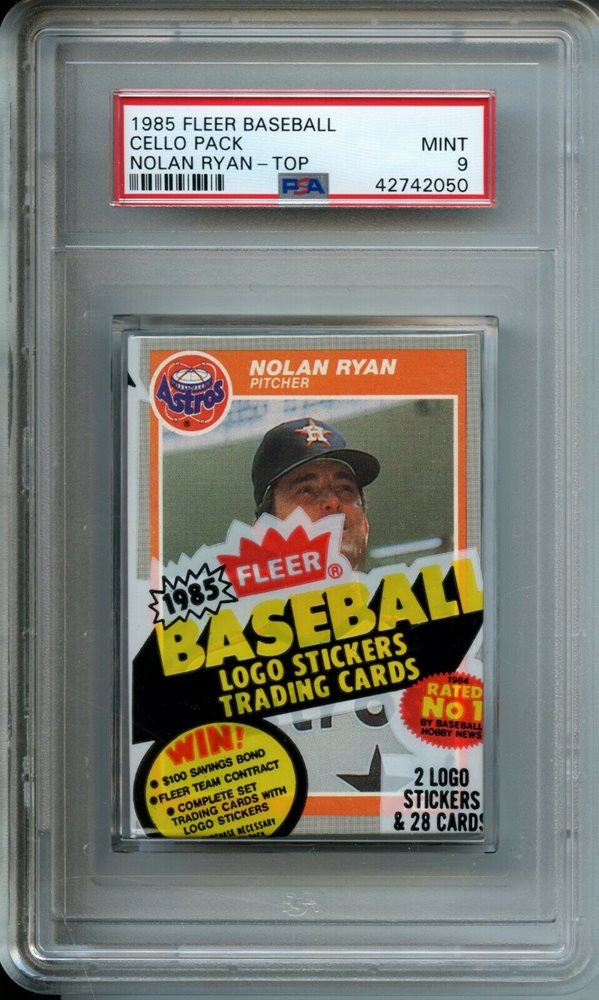 1985 FLEER BASEBALL
CELLO PACK MINT
NOLAN RYAN - TOP 9
PSA 42742050
Astros
®
NOLAN RYAN
PITCHER
H
1985 FLEER ®
BASEBALL
LOGO STICKERS
TRADING CARDS
1984
RATED
No 1
BY BASEBALL
HOBBY NEWS
WIN!
• $100 SAVINGS BOND
• FLEER TEAM CONTRACT
• COMPLETE SET
TRADING CARDS WITH
LOGO STICKERS
NECESSARY
2 LOGO
STICKERS
& 28 CARDS